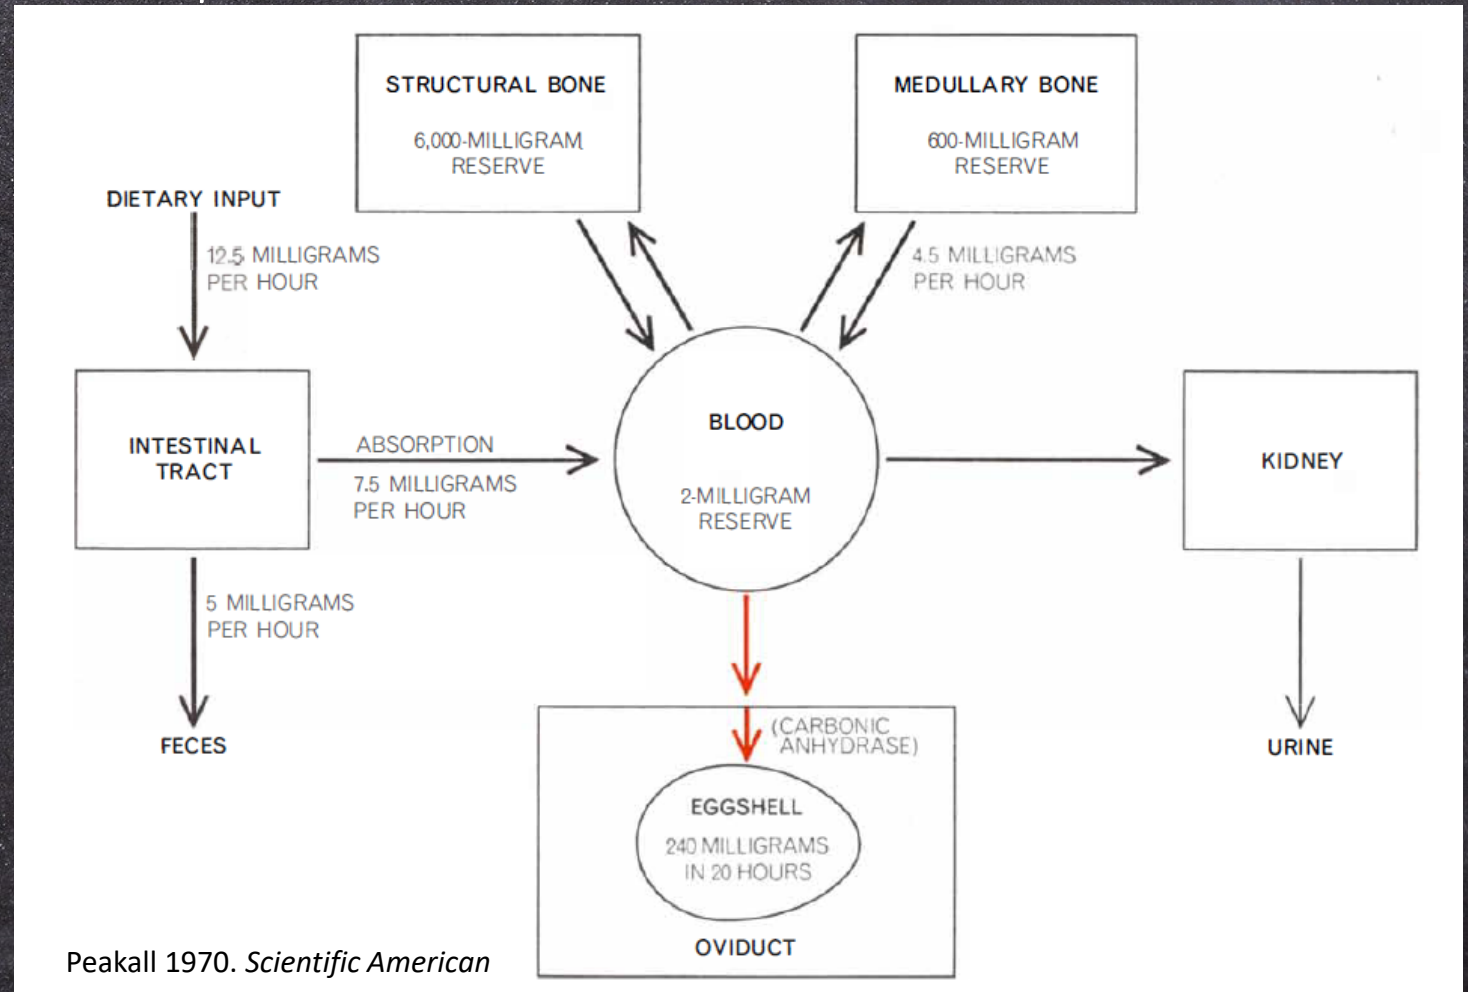 STRUCTURAL BONE
6,000-MILLIGRAM
RESERVE
MEDULLARY BONE
600-MILLIGRAM
RESERVE
DIETARY INPUT
12.5 MILLIGRAMS
PER HOUR
4.5 MILLIGRAMS
PER HOUR
INTESTINAL
TRACT
ABSORPTION
7.5 MILLIGRAMS
PER HOUR
BLOOD
2-MILLIGRAM
RESERVE
KIDNEY
5 MILLIGRAMS
PER HOUR
FECES
(CARBONIC
ANHYDRASE)
EGGSHELL
240 MILLIGRAMS
IN 20 HOURS
OVIDUCT
URINE
Peakall 1970. Scientific American